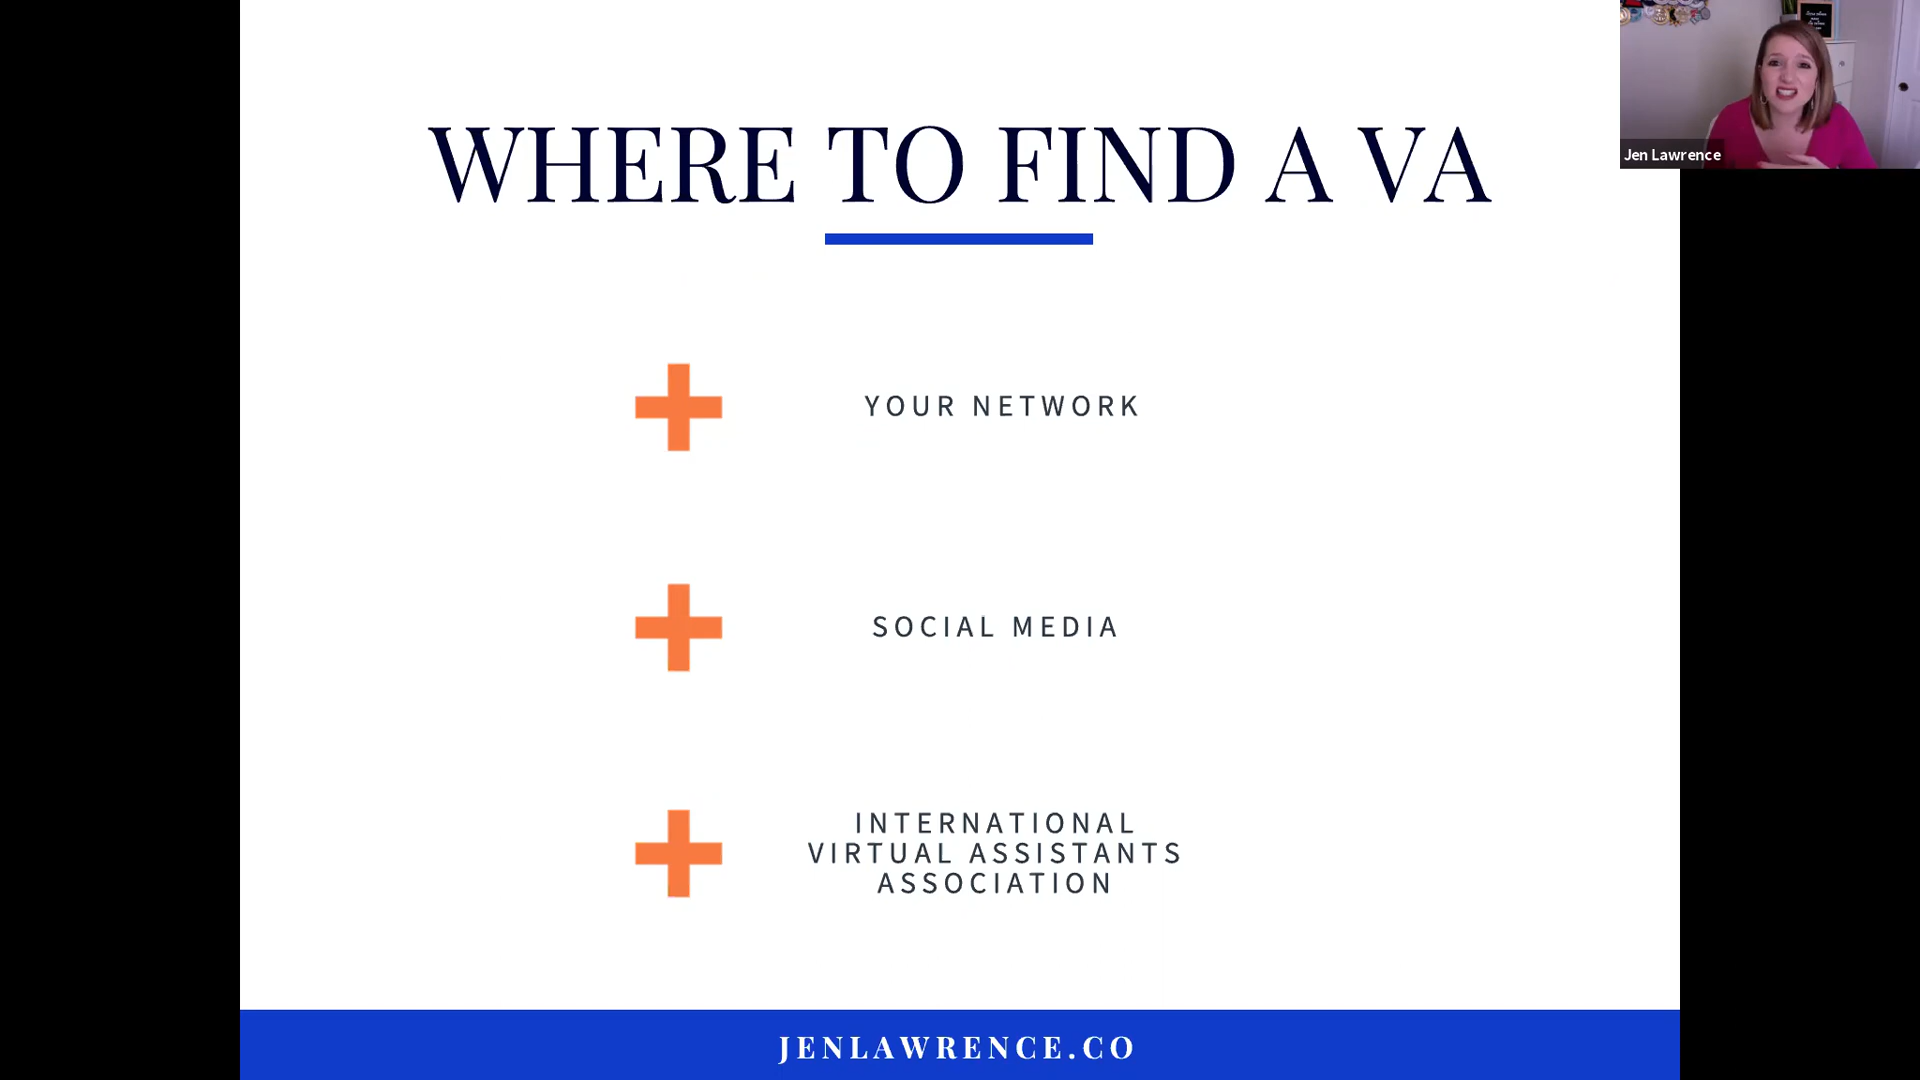 WHERE TO FIND A VA
Jen Lawrence
YOUR NETWORK
SOCIAL MEDIA
INTERNATIONAL
VIRTUAL ASSISTANTS
ASSOCIATION
JENLAWRENCE.CO